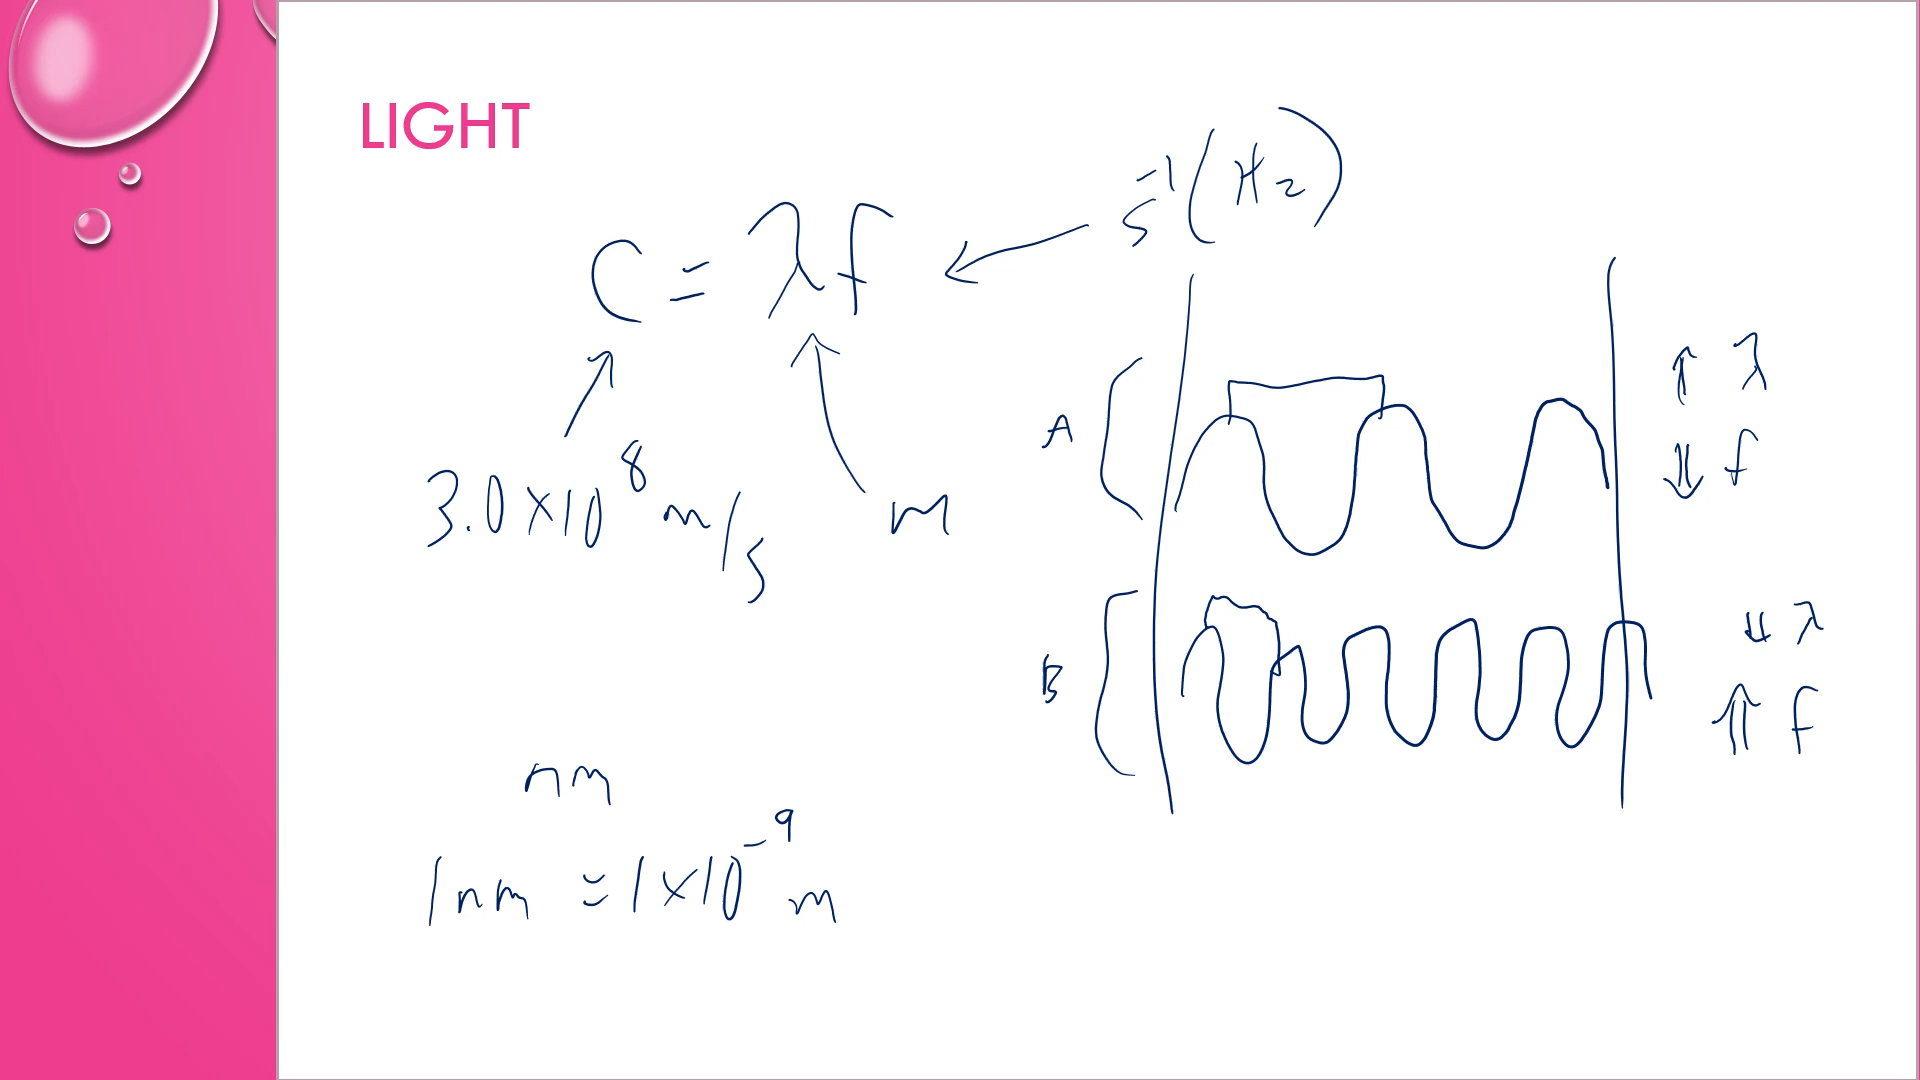 LIGHT
s⁻¹ (Hz)
C = λf
3.0×10⁸ m/s
m
A
↑ λ
↓ f
B
↓ λ
↑ f
nm
1nm = 1×10⁻⁹ m